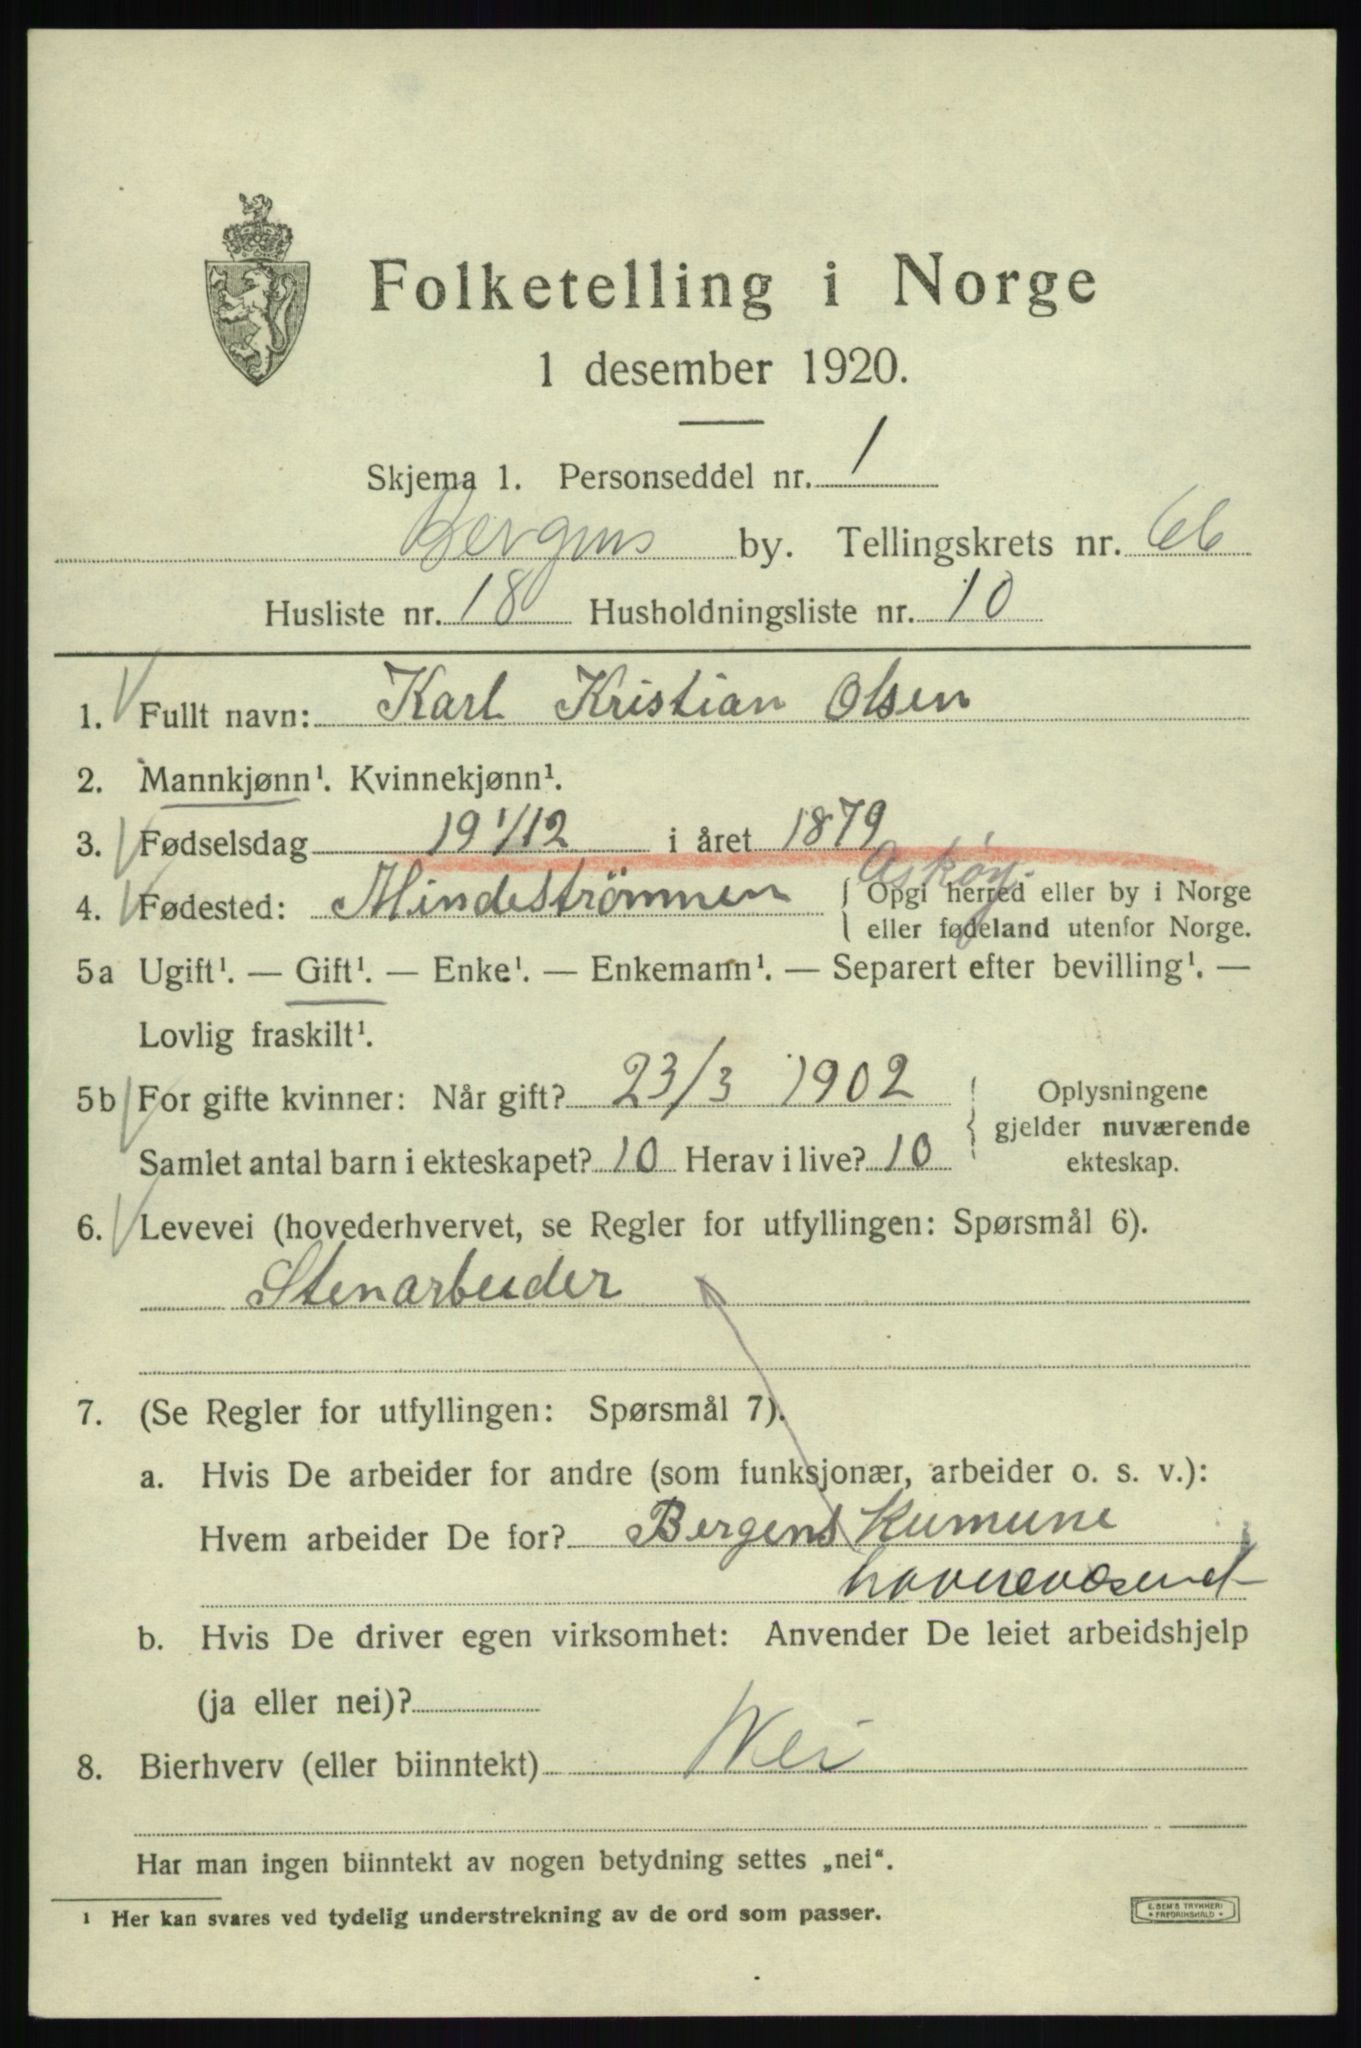 Folketelling i Norge
1 desember 1920.
Skjema 1. Personseddel nr. 1
Bergens by. Tellingskrets nr. 66
Husliste nr. 18 Husholdningsliste nr. 10
1. Fullt navn: Karl Kristian Olsen
2. Mannkjønn¹. Kvinnekjønn¹.
3. Fødselsdag 19/12 i året 1879
Askøy.
4. Fødested: Mindeströmmen { Opgi herred eller by i Norge
eller fødeland utenfor Norge.
5a Ugift¹. — Gift¹. — Enke¹. — Enkemann¹. — Separert efter bevilling¹. —
Lovlig fraskilt¹.
5b For gifte kvinner: Når gift? 23/3 1902 { Oplysningene
gjelder nuværende
Samlet antal barn i ekteskapet? 10 Herav i live? 10 ekteskap.
6. Levevei (hovederhvervet, se Regler for utfyllingen: Spørsmål 6).
Stenarbeider
7. (Se Regler for utfyllingen: Spørsmål 7).
a. Hvis De arbeider for andre (som funksjonær, arbeider o. s. v.):
Hvem arbeider De for? Bergens Kumune
havnevæsenet
b. Hvis De driver egen virksomhet: Anvender De leiet arbeidshjelp
(ja eller nei)?
8. Bierhverv (eller biinntekt) Nei
Har man ingen biinntekt av nogen betydning settes „nei“.
¹ Her kan svares ved tydelig understrekning av de ord som passer.
E. SEM'S TRYKKERI
• FREDRIKSHALD •